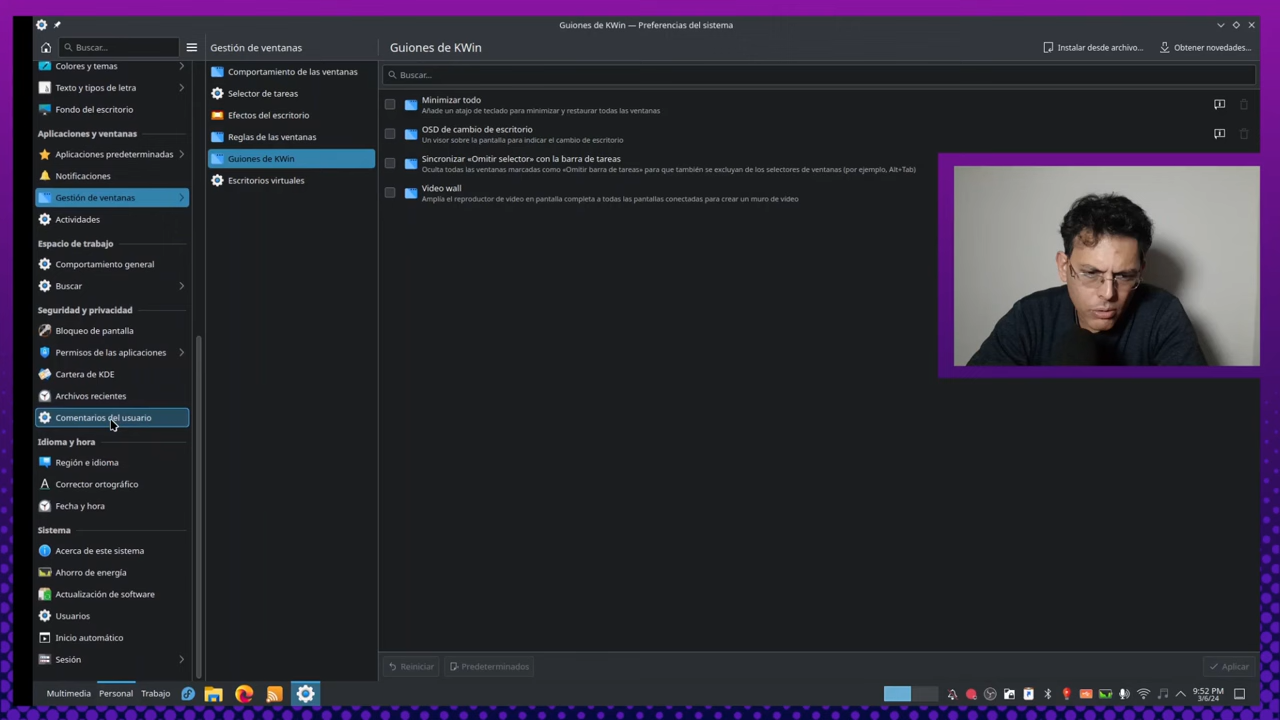 Guiones de KWin — Preferencias del sistema
Buscar...
Gestión de ventanas
Guiones de KWin
Instalar desde archivo...
Obtener novedades...
Colores y temas
Texto y tipos de letra
Fondo del escritorio
Aplicaciones y ventanas
Aplicaciones predeterminadas
Notificaciones
Gestión de ventanas
Actividades
Espacio de trabajo
Comportamiento general
Buscar
Seguridad y privacidad
Bloqueo de pantalla
Permisos de las aplicaciones
Cartera de KDE
Archivos recientes
Comentarios del usuario
Idioma y hora
Región e idioma
Corrector ortográfico
Fecha y hora
Sistema
Acerca de este sistema
Ahorro de energía
Actualización de software
Usuarios
Inicio automático
Sesión
Comportamiento de las ventanas
Selector de tareas
Efectos del escritorio
Reglas de las ventanas
Guiones de KWin
Escritorios virtuales
Buscar...
Minimizar todo
Añade un atajo de teclado para minimizar y restaurar todas las ventanas
OSD de cambio de escritorio
Un visor sobre la pantalla para indicar el cambio de escritorio
Sincronizar «Omitir selector» con la barra de tareas
Oculta todas las ventanas marcadas como «Omitir barra de tareas» para que también se excluyan de los selectores de ventanas (por ejemplo, Alt+Tab)
Video wall
Amplía el reproductor de video en pantalla completa a todas las pantallas conectadas para crear un muro de vídeo
Reiniciar
Predeterminados
Aplicar
Multimedia
Personal
Trabajo
9:52 PM
3/6/24